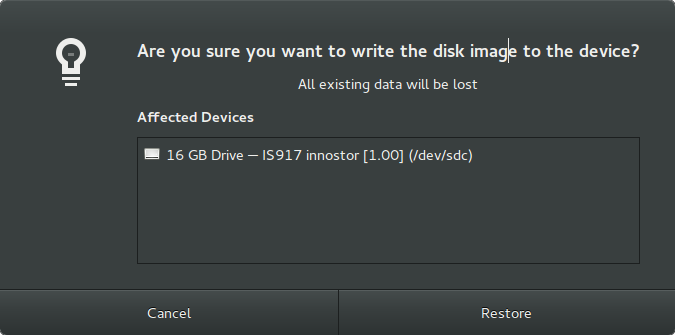 Are you sure you want to write the disk image to the device?
All existing data will be lost
Affected Devices
16 GB Drive — IS917 innostor [1.00] (/dev/sdc)
Cancel
Restore